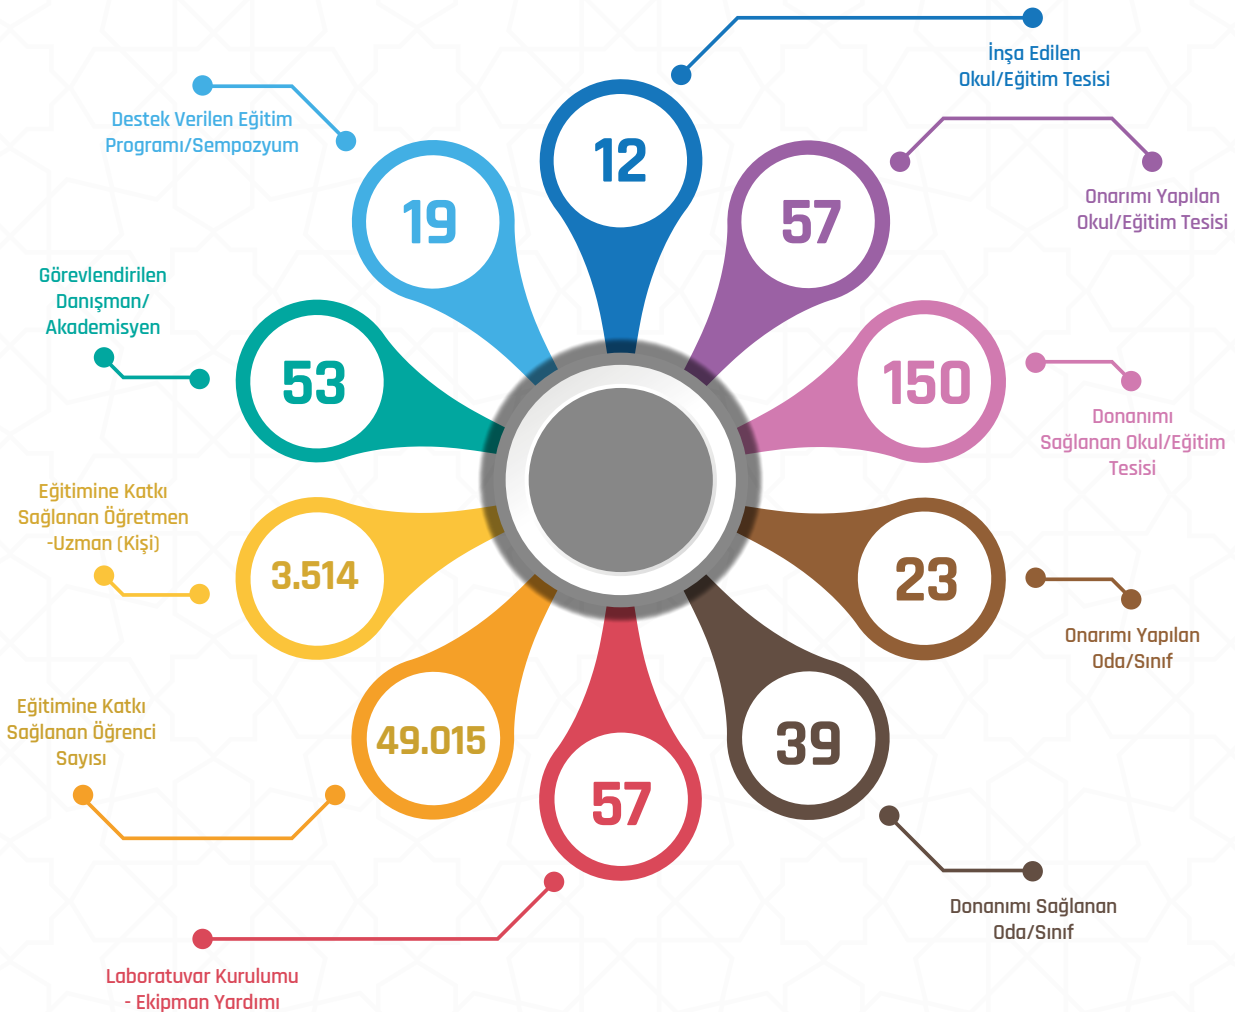 12
İnşa Edilen
Okul/Eğitim Tesisi
57
Onarımı Yapılan
Okul/Eğitim Tesisi
150
Donanımı
Sağlanan Okul/Eğitim
Tesisi
23
Onarımı Yapılan
Oda/Sınıf
39
Donanımı Sağlanan
Oda/Sınıf
57
Laboratuvar Kurulumu
- Ekipman Yardımı
49.015
Eğitimine Katkı
Sağlanan Öğrenci
Sayısı
3.514
Eğitimine Katkı
Sağlanan Öğretmen
-Uzman (Kişi)
53
Görevlendirilen
Danışman/
Akademisyen
19
Destek Verilen Eğitim
Programı/Sempozyum